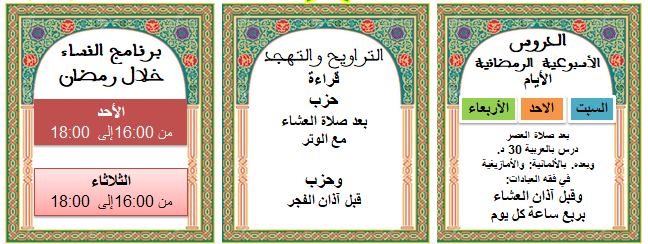 الدروس
الأسبوعية الرمضانية
الأيام
السبت الاحد الأربعاء
بعد صلاة العصر
درس بالعربية 30 د.
وبعده. بالألمانية: والأمازيغية
في فقه العبادات:
وقبل آذان العشاء
بربع ساعة كل يوم
التراويح والتهجد
قراءة
حزب
بعد صلاة العشاء
مع الوتر
وحزب
قبل آذان الفجر
برنامج النساء
خلال رمضان
الأحد
من 16:00إلى 18:00
الثلاثاء
من 16:00إلى 18:00